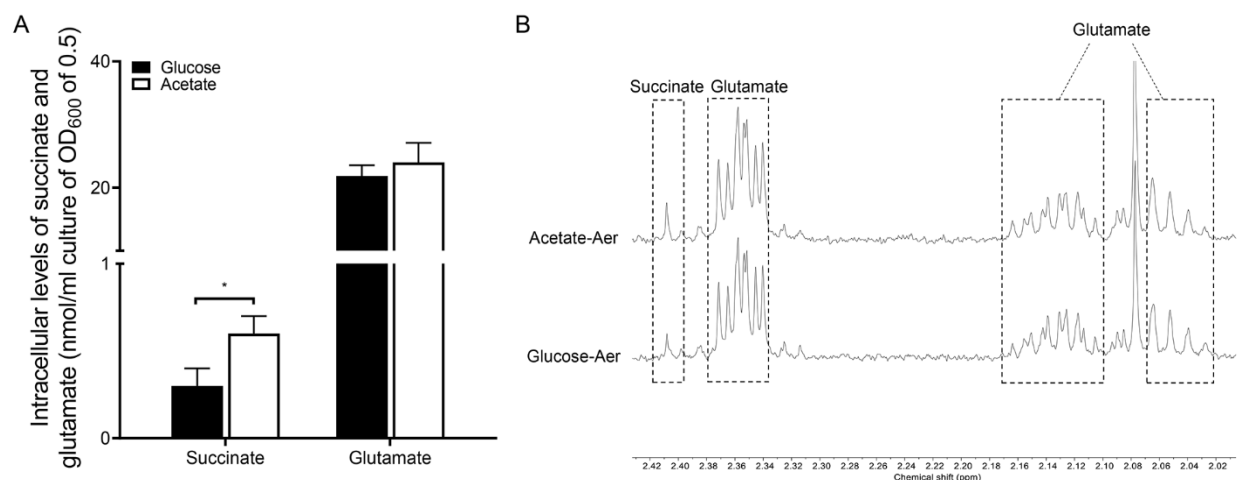 A
Intracellular levels of succinate and
glutamate (nmol/ml culture of OD600 of 0.5)
40
20
1
0
Glucose
Acetate
*
Succinate
Glutamate
B
Glutamate
Succinate Glutamate
Acetate-Aer
Glucose-Aer
2.42 2.40 2.38 2.36 2.34 2.32 2.30 2.28 2.26 2.24 2.22 2.20 2.18 2.16 2.14 2.12 2.10 2.08 2.06 2.04 2.02
Chemical shift (ppm)